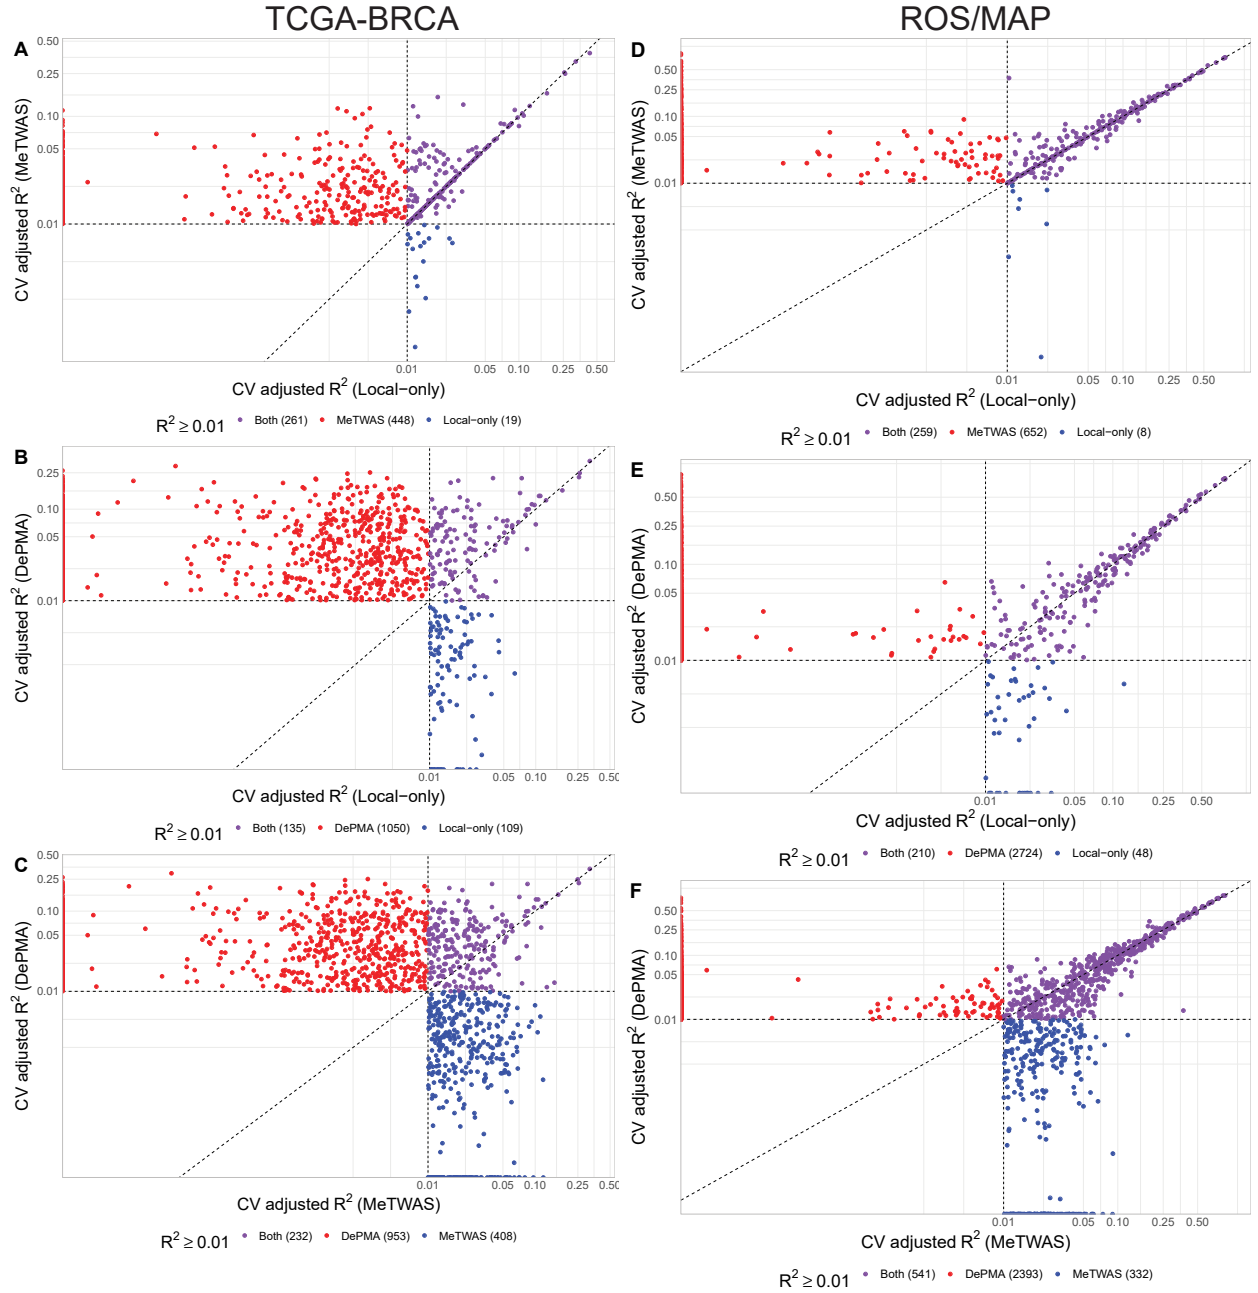 TCGA-BRCA
A
CV adjusted R² (MeTWAS)
0.50
0.25
0.10
0.05
0.01
0.01 0.05 0.10 0.25 0.50
CV adjusted R² (Local−only)
R² ≥ 0.01 Both (261) MeTWAS (448) Local−only (19)
B
CV adjusted R² (DePMA)
0.25
0.10
0.05
0.01
0.01 0.05 0.10 0.25 0.50
CV adjusted R² (Local−only)
R² ≥ 0.01 Both (135) DePMA (1050) Local−only (109)
C
CV adjusted R² (DePMA)
0.50
0.25
0.10
0.05
0.01
0.01 0.05 0.10 0.25 0.50
CV adjusted R² (MeTWAS)
R² ≥ 0.01 Both (232) DePMA (953) MeTWAS (408)
ROS/MAP
D
CV adjusted R² (MeTWAS)
0.50
0.25
0.10
0.05
0.01
0.01 0.05 0.10 0.25 0.50
CV adjusted R² (Local−only)
R² ≥ 0.01 Both (259) MeTWAS (652) Local−only (8)
E
CV adjusted R² (DePMA)
0.50
0.25
0.10
0.05
0.01
0.01 0.05 0.10 0.25 0.50
CV adjusted R² (Local−only)
R² ≥ 0.01 Both (210) DePMA (2724) Local−only (48)
F
CV adjusted R² (DePMA)
0.50
0.25
0.10
0.05
0.01
0.01 0.05 0.10 0.25 0.50
CV adjusted R² (MeTWAS)
R² ≥ 0.01 Both (541) DePMA (2393) MeTWAS (332)